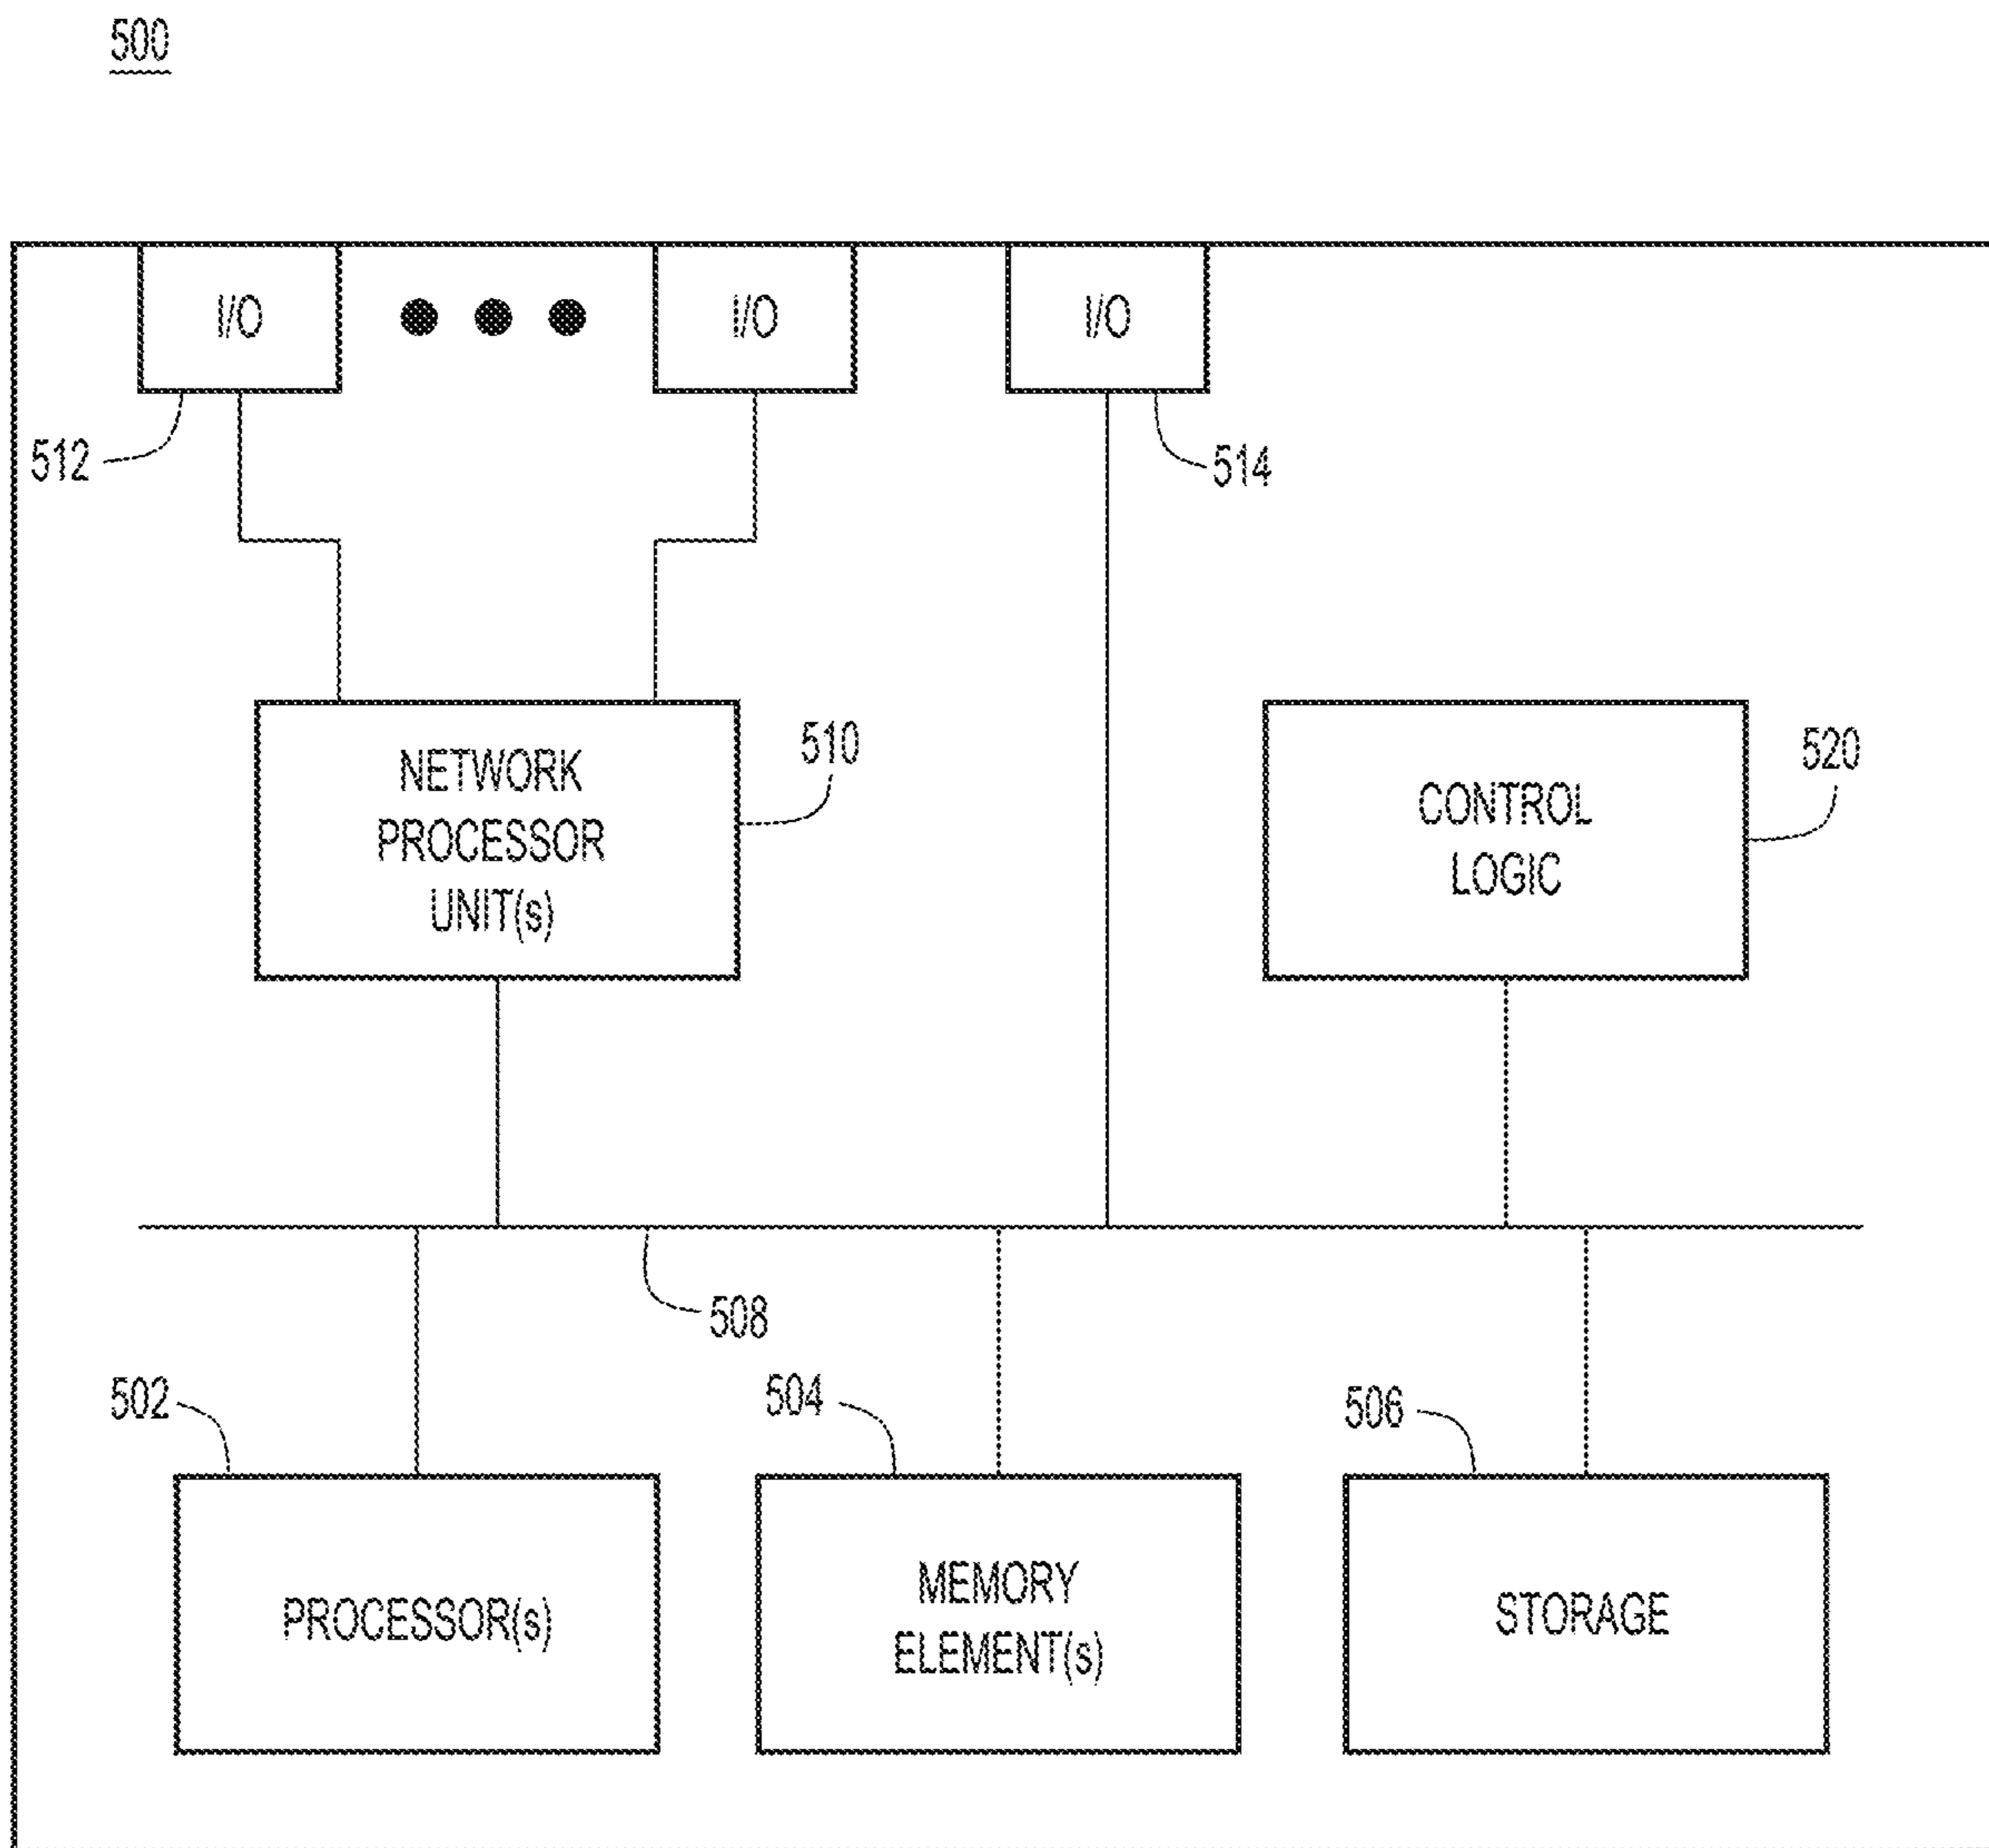 500
I/O
I/O
I/O
512
514
NETWORK
PROCESSOR
UNIT(s)
510
CONTROL
LOGIC
520
508
502
504
506
PROCESSOR(s)
MEMORY
ELEMENT(s)
STORAGE